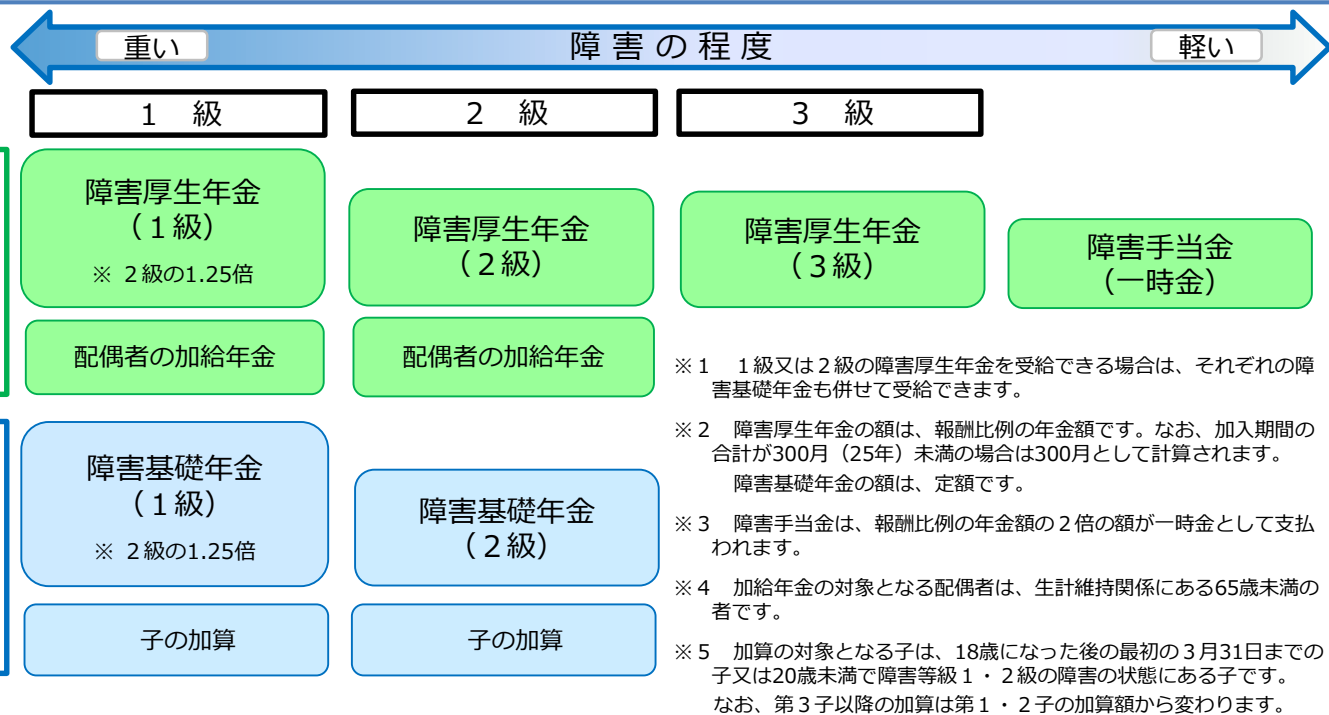 重い 障害の程度 軽い
１　級 ２　級 ３　級
障害厚生年金
（１級）
※ ２級の1.25倍
障害厚生年金
（２級）
障害厚生年金
（３級）
障害手当金
（一時金）
配偶者の加給年金
配偶者の加給年金
障害基礎年金
（１級）
※ ２級の1.25倍
障害基礎年金
（２級）
子の加算
子の加算
※１　１級又は２級の障害厚生年金を受給できる場合は、それぞれの障
害基礎年金も併せて受給できます。
※２　障害厚生年金の額は、報酬比例の年金額です。なお、加入期間の
合計が300月（25年）未満の場合は300月として計算されます。
障害基礎年金の額は、定額です。
※３　障害手当金は、報酬比例の年金額の２倍の額が一時金として支払
われます。
※４　加給年金の対象となる配偶者は、生計維持関係にある65歳未満の
者です。
※５　加算の対象となる子は、18歳になった後の最初の３月31日までの
子又は20歳未満で障害等級１・２級の障害の状態にある子です。
なお、第３子以降の加算は第１・２子の加算額から変わります。